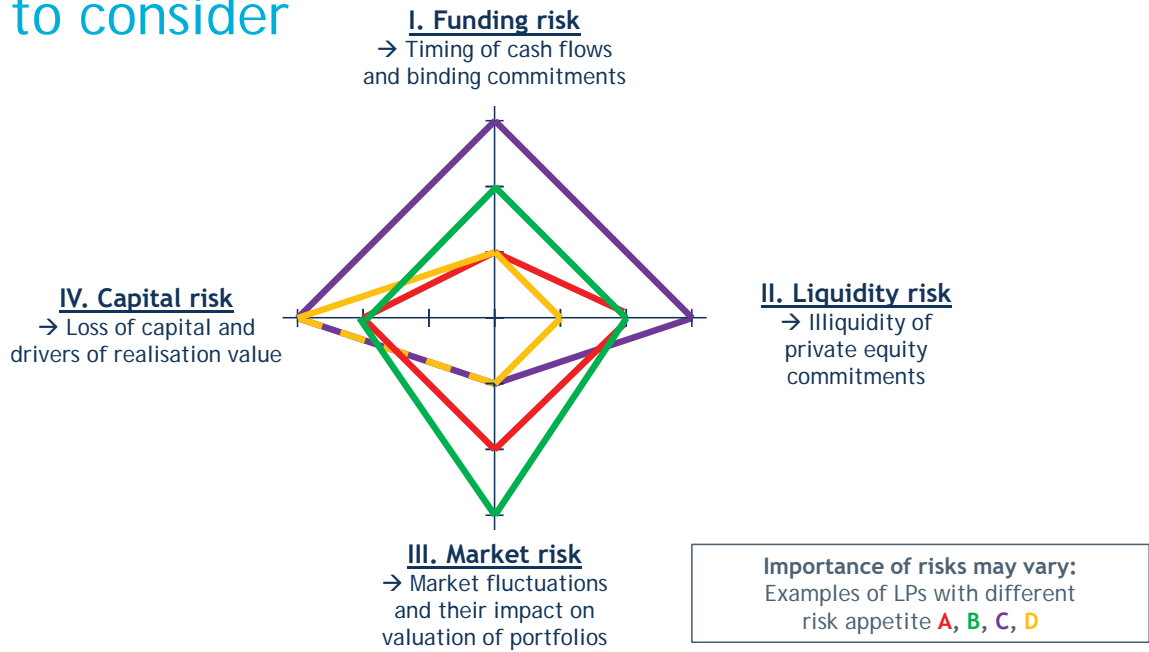 to consider
I. Funding risk
→ Timing of cash flows
and binding commitments
IV. Capital risk
→ Loss of capital and
drivers of realisation value
II. Liquidity risk
→ Illiquidity of
private equity
commitments
III. Market risk
→ Market fluctuations
and their impact on
valuation of portfolios
Importance of risks may vary:
Examples of LPs with different
risk appetite A, B, C, D